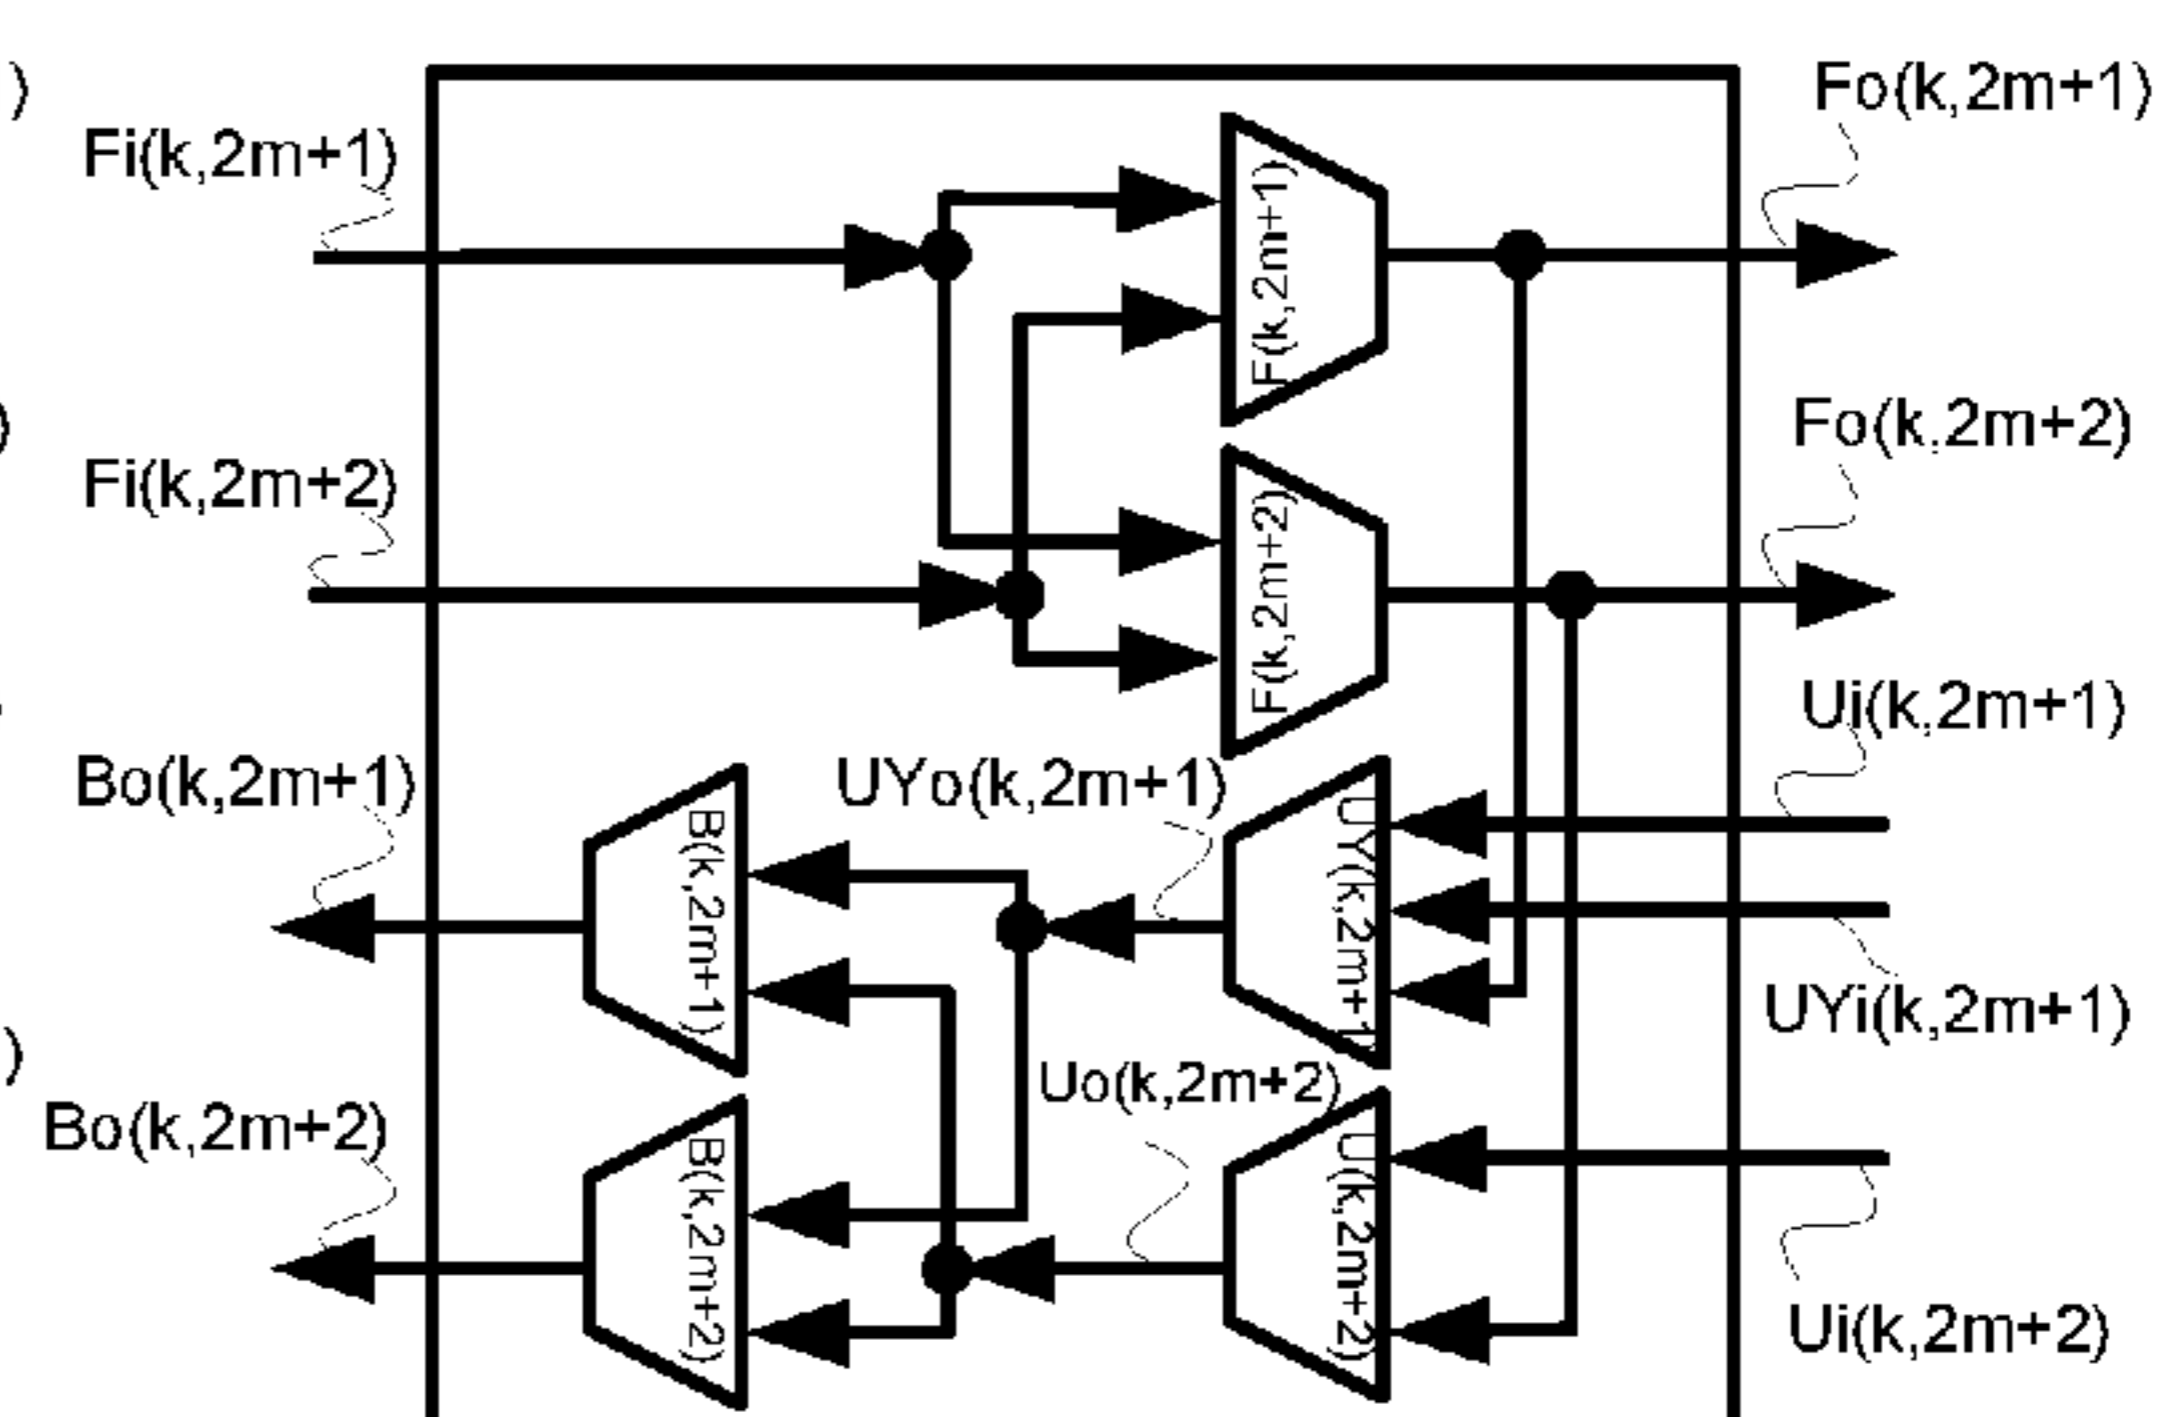 )
Fo(k,2m+1)
Fi(k,2m+1)
F(k,2m+1)
)
Fo(k.2m+2)
Fi(k,2m+2)
F(k,2m+2)
Ui(k,2m+1)
Bo(k,2m+1)
UYo(k,2m+1)
B(k,2m+1)
UY(k,2m+1)
UYi(k,2m+1)
)
Uo(k,2m+2)
Bo(k,2m+2)
B(k,2m+2)
U(k,2m+2)
Ui(k,2m+2)